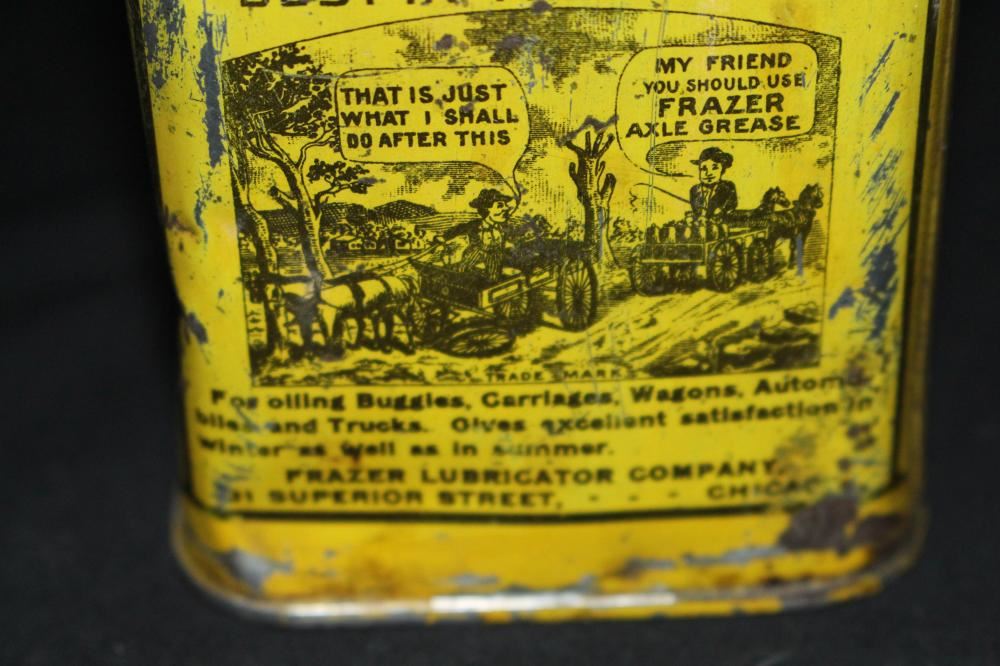 THAT IS JUST
WHAT I SHALL
DO AFTER THIS
MY FRIEND
YOU SHOULD USE
FRAZER
AXLE GREASE
TRADE MARK
For oiling Buggies, Carriages, Wagons, Automo
biles and Trucks. Gives excellent satisfaction in
winter as well as in summer.
FRAZER LUBRICATOR COMPANY,
SUPERIOR STREET, - - - CHICAG